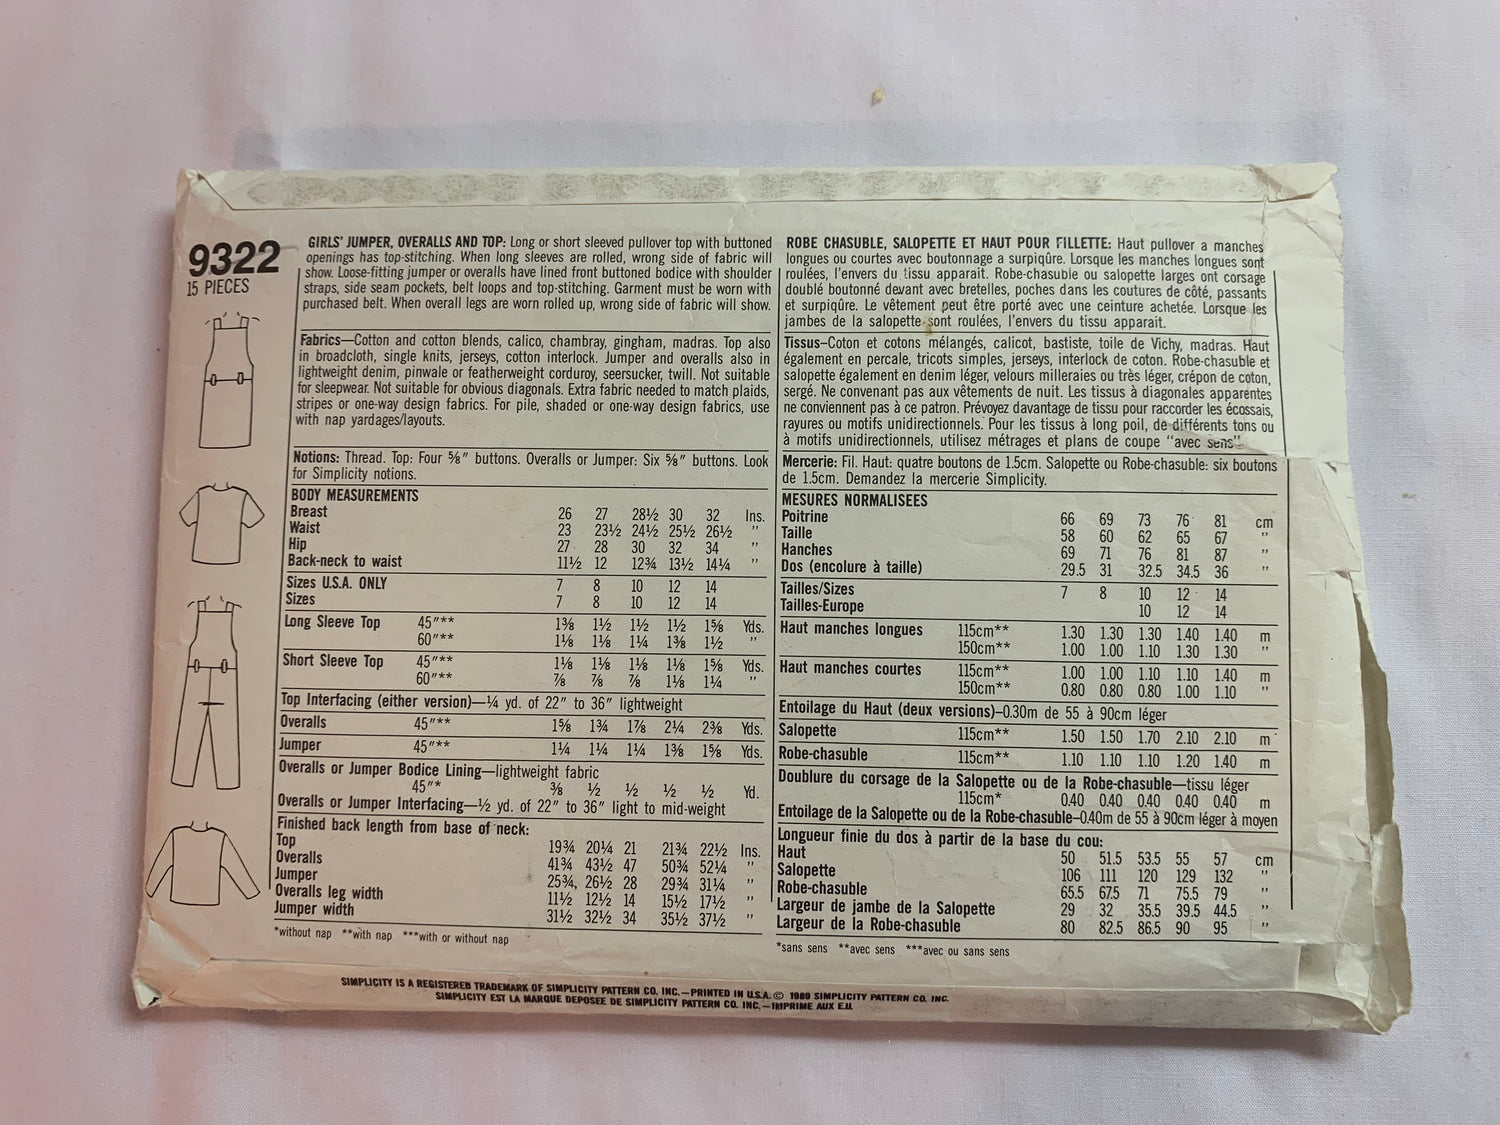 9322
15 PIECES
GIRLS' JUMPER, OVERALLS AND TOP: Long or short sleeved pullover top with buttoned
openings has top-stitching. When long sleeves are rolled, wrong side of fabric will
show. Loose-fitting jumper or overalls have lined front buttoned bodice with shoulder
straps, side seam pockets, belt loops and top-stitching. Garment must be worn with
purchased belt. When overall legs are worn rolled up, wrong side of fabric will show.
Fabrics—Cotton and cotton blends, calico, chambray, gingham, madras. Top also
in broadcloth, single knits, jerseys, cotton interlock. Jumper and overalls also in
lightweight denim, pinwale or featherweight corduroy, seersucker, twill. Not suitable
for sleepwear. Not suitable for obvious diagonals. Extra fabric needed to match plaids,
stripes or one-way design fabrics. For pile, shaded or one-way design fabrics, use
with nap yardages/layouts.
Notions: Thread. Top: Four ⅝" buttons. Overalls or Jumper: Six ⅝" buttons. Look
for Simplicity notions.
BODY MEASUREMENTS
Breast 26 27 28½ 30 32 Ins.
Waist 23 23½ 24½ 25½ 26½ "
Hip 27 28 30 32 34 "
Back-neck to waist 11½ 12 12¾ 13½ 14¼ "
Sizes U.S.A. ONLY 7 8 10 12 14
Sizes 7 8 10 12 14
Long Sleeve Top 45"** 1⅜ 1½ 1½ 1½ 1⅝ Yds.
60"** 1⅛ 1⅛ 1¼ 1⅜ 1½ "
Short Sleeve Top 45"** 1⅛ 1⅛ 1⅛ 1⅛ 1⅝ Yds.
60"** ⅞ ⅞ ⅞ 1⅛ 1¼ "
Top Interfacing (either version)—¼ yd. of 22" to 36" lightweight
Overalls 45"** 1⅝ 1¾ 1⅞ 2¼ 2⅜ Yds.
Jumper 45"** 1¼ 1¼ 1¼ 1⅜ 1⅝ Yds.
Overalls or Jumper Bodice Lining—lightweight fabric
45"* ⅜ ½ ½ ½ ½ Yd.
Overalls or Jumper Interfacing—½ yd. of 22" to 36" light to mid-weight
Finished back length from base of neck:
Top 19¾ 20¼ 21 21¾ 22½ Ins.
Overalls 41¾ 43½ 47 50¾ 52¼ "
Jumper 25¾ 26½ 28 29¾ 31¼ "
Overalls leg width 11½ 12½ 14 15½ 17½ "
Jumper width 31½ 32½ 34 35½ 37½ "
*without nap **with nap ***with or without nap
ROBE CHASUBLE, SALOPETTE ET HAUT POUR FILLETTE: Haut pullover a manches
longues ou courtes avec boutonnage a surpiqûre. Lorsque les manches longues sont
roulées, l'envers du tissu apparait. Robe-chasuble ou salopette larges ont corsage
doublé boutonné devant avec bretelles, poches dans les coutures de côté, passants
et surpiqûre. Le vêtement peut être porté avec une ceinture achetée. Lorsque les
jambes de la salopette sont roulées, l'envers du tissu apparait.
Tissus—Coton et cotons mélangés, calicot, bastiste, toile de Vichy, madras. Haut
également en percale, tricots simples, jerseys, interlock de coton. Robe-chasuble et
salopette également en denim léger, velours milleraies ou très léger, crépon de coton,
sergé. Ne convenant pas aux vêtements de nuit. Les tissus à diagonales apparentes
ne conviennent pas à ce patron. Prévoyez davantage de tissu pour raccorder les écossais,
rayures ou motifs unidirectionnels. Pour les tissus à long poil, de différents tons ou
à motifs unidirectionnels, utilisez métrages et plans de coupe "avec sens".
Mercerie: Fil. Haut: quatre boutons de 1.5cm. Salopette ou Robe-chasuble: six boutons
de 1.5cm. Demandez la mercerie Simplicity.
MESURES NORMALISEES
Poitrine 66 69 73 76 81 cm
Taille 58 60 62 65 67 "
Hanches 69 71 76 81 87 "
Dos (encolure à taille) 29.5 31 32.5 34.5 36 "
Tailles/Sizes 7 8 10 12 14
Tailles-Europe 10 12 14
Haut manches longues 115cm** 1.30 1.30 1.30 1.40 1.40 m
150cm** 1.00 1.00 1.10 1.30 1.30 "
Haut manches courtes 115cm** 1.00 1.00 1.10 1.10 1.40 m
150cm** 0.80 0.80 0.80 1.00 1.10 "
Entoilage du Haut (deux versions)–0.30m de 55 à 90cm léger
Salopette 115cm** 1.50 1.50 1.70 2.10 2.10 m
Robe-chasuble 115cm** 1.10 1.10 1.10 1.20 1.40 m
Doublure du corsage de la Salopette ou de la Robe-chasuble—tissu léger
115cm* 0.40 0.40 0.40 0.40 0.40 m
Entoilage de la Salopette ou de la Robe-chasuble–0.40m de 55 à 90cm léger à moyen
Longueur finie du dos à partir de la base du cou:
Haut 50 51.5 53.5 55 57 cm
Salopette 106 111 120 129 132 "
Robe-chasuble 65.5 67.5 71 75.5 79 "
Largeur de jambe de la Salopette 29 32 35.5 39.5 44.5 "
Largeur de la Robe-chasuble 80 82.5 86.5 90 95 "
*sans sens **avec sens ***avec ou sans sens
SIMPLICITY IS A REGISTERED TRADEMARK OF SIMPLICITY PATTERN CO. INC.—PRINTED IN U.S.A. © 1989 SIMPLICITY PATTERN CO. INC.
SIMPLICITY EST LA MARQUE DEPOSEE DE SIMPLICITY PATTERN CO. INC.—IMPRIME AUX E.U.